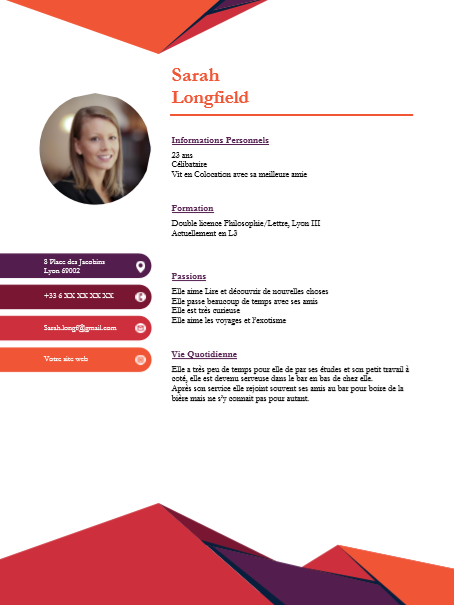 Sarah
Longfield
Informations Personnels
23 ans
Célibataire
Vit en Colocation avec sa meilleure amie
Formation
Double licence Philosophie/Lettre, Lyon III
Actuellement en L3
8 Place des Jacobins
Lyon 69002
+33 6 XX XX XX XX
Sarah.longf@gmail.com
Votre site web
Passions
Elle aime Lire et découvrir de nouvelles choses
Elle passe beaucoup de temps avec ses amis
Elle est très curieuse
Elle aime les voyages et l'exotisme
Vie Quotidienne
Elle a très peu de temps pour elle de par ses études et son petit travail à
coté, elle est devenu serveuse dans le bar en bas de chez elle.
Après son service elle rejoint souvent ses amis au bar pour boire de la
bière mais ne s'y connait pas pour autant.